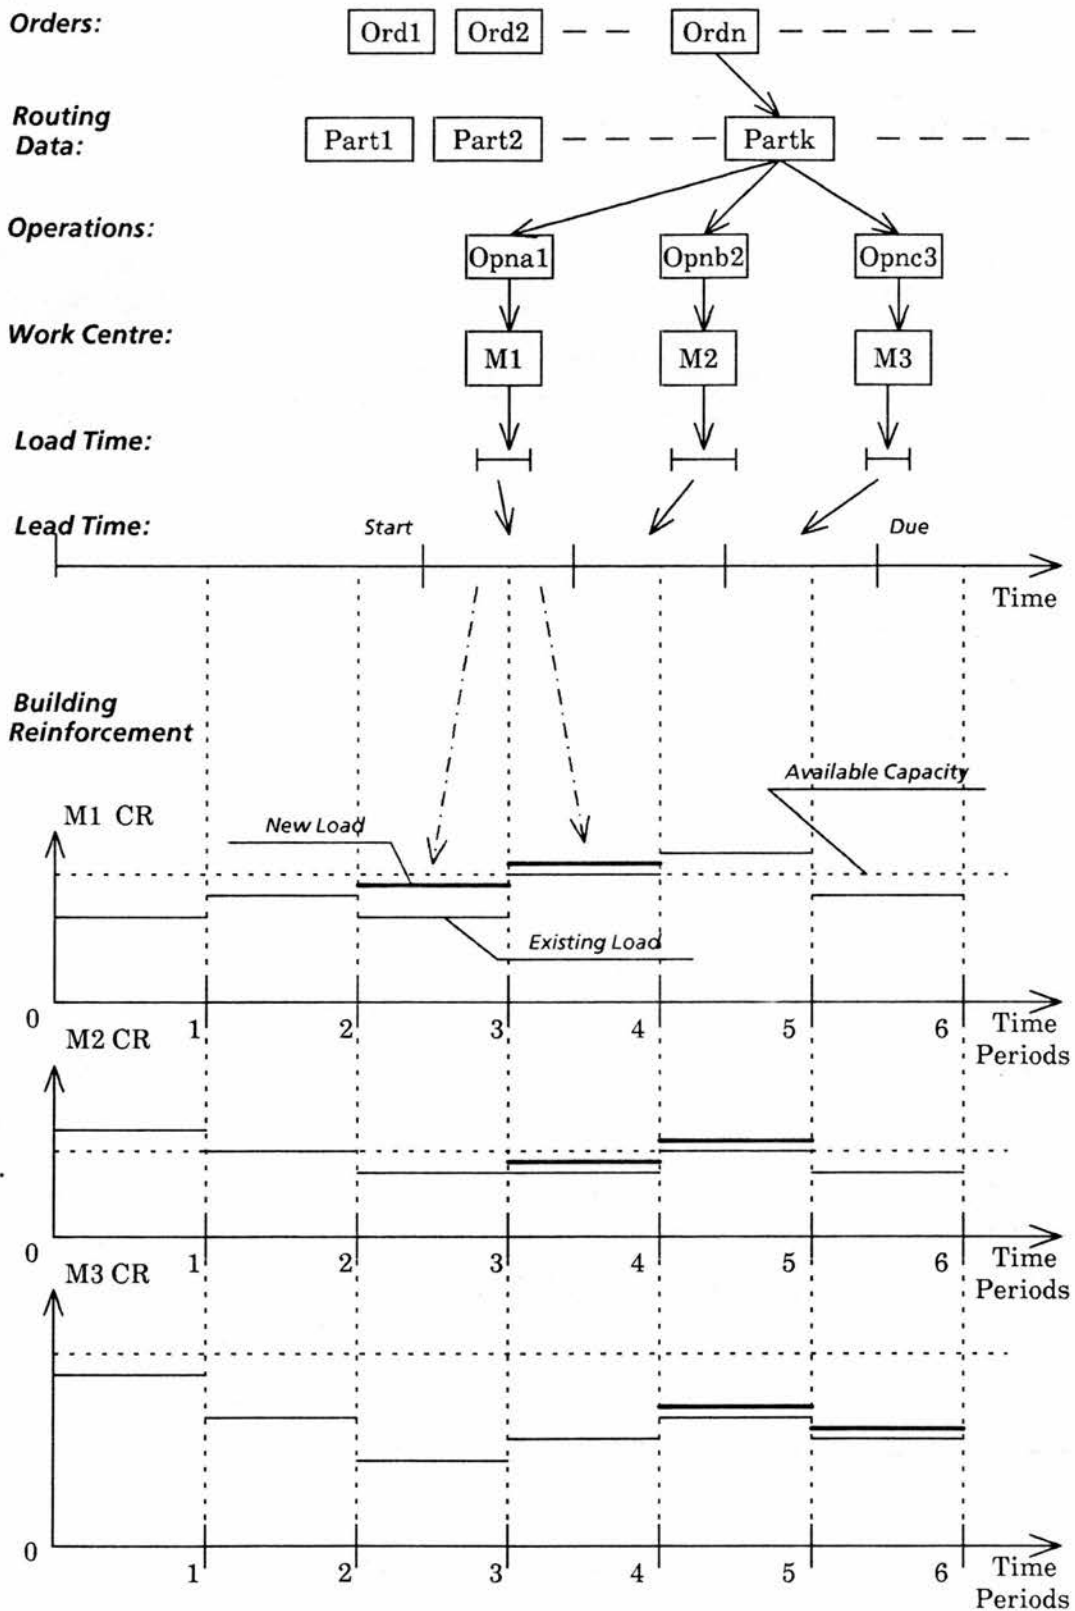 Orders:
Ord1 Ord2 Ordn
Routing
Data:
Part1 Part2 Partk
Operations:
Opna1 Opnb2 Opnc3
Work Centre:
M1 M2 M3
Load Time:
Lead Time:
Start Due
Time
Building
Reinforcement
Available Capacity
M1 CR
New Load
Existing Load
0 1 2 3 4 5 6 Time
Periods
M2 CR
0 1 2 3 4 5 6 Time
Periods
M3 CR
0 1 2 3 4 5 6 Time
Periods